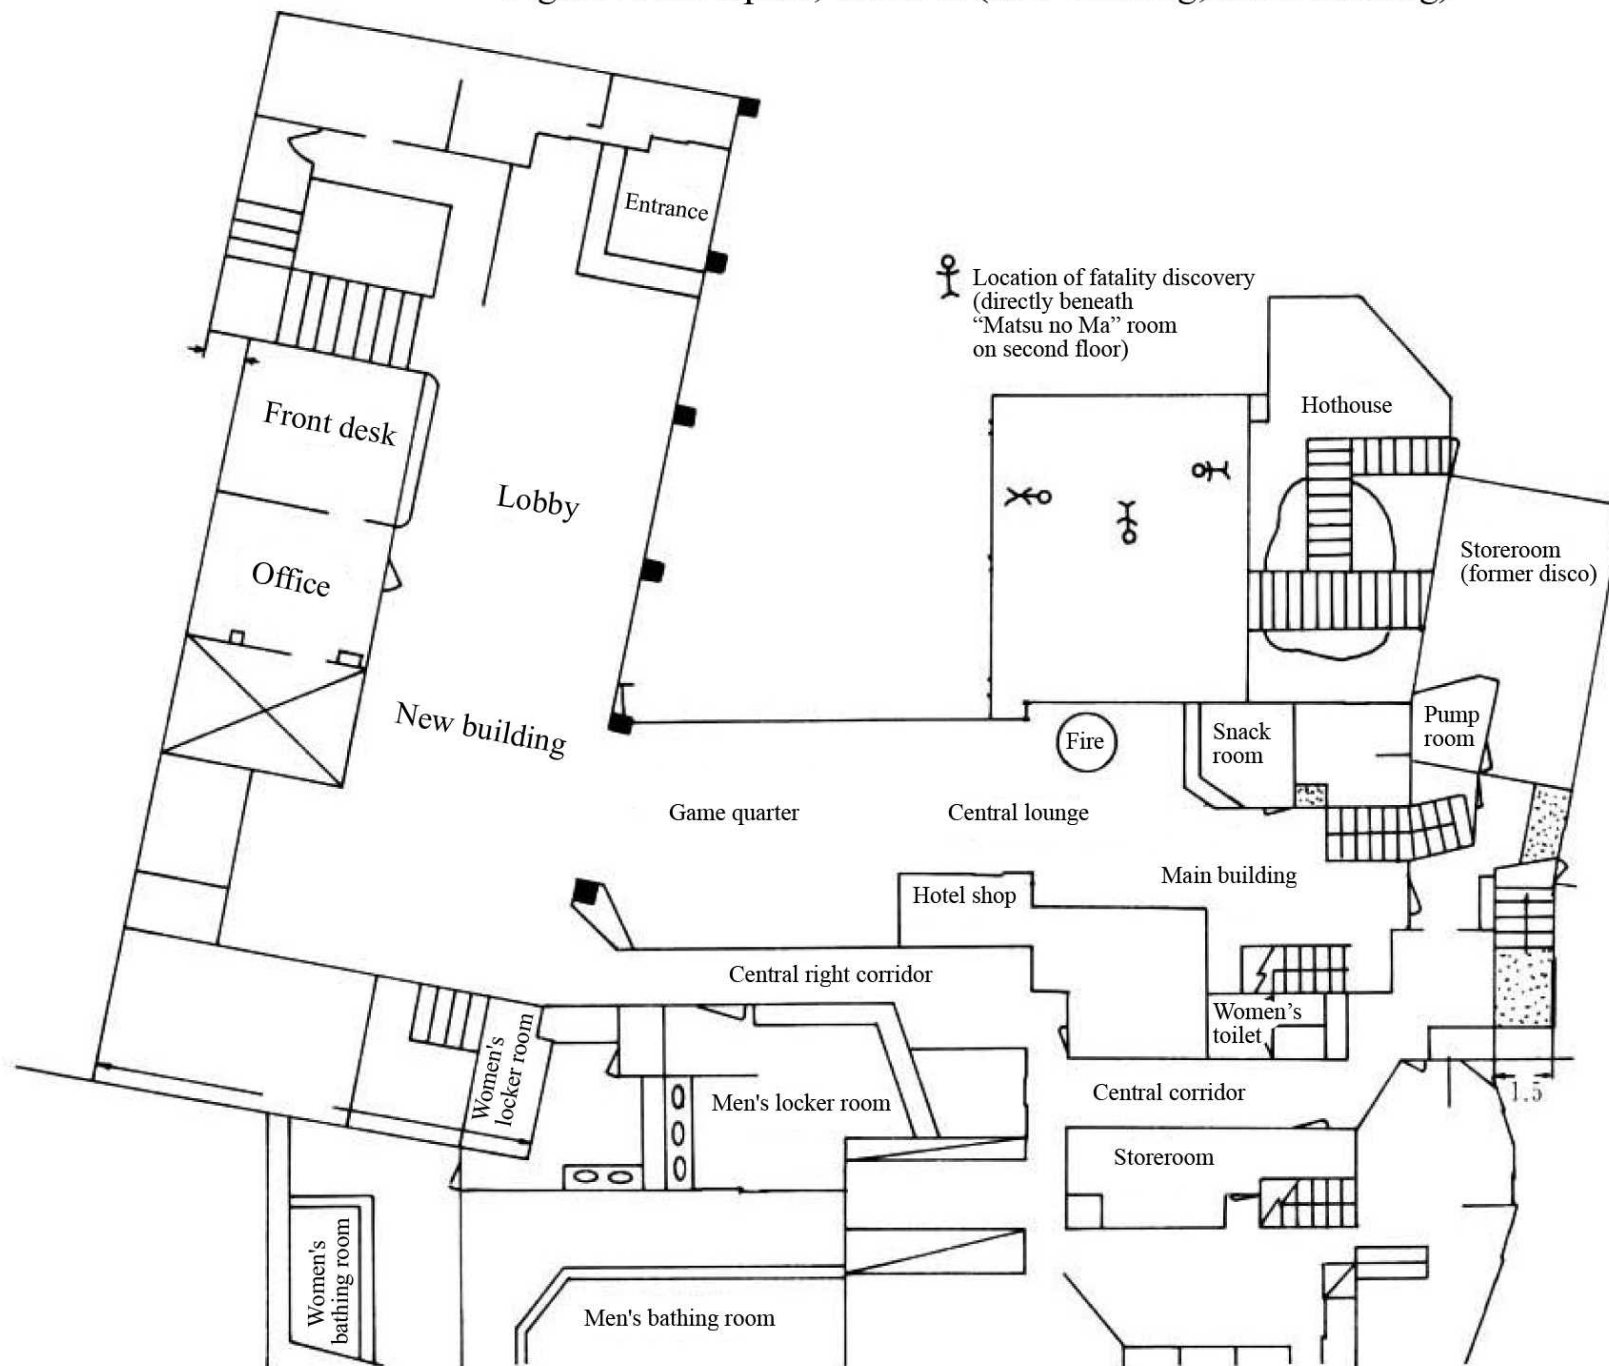 Entrance
Location of fatality discovery
(directly beneath
“Matsu no Ma” room
on second floor)
Hothouse
Front desk
Lobby
Storeroom
(former disco)
Office
New building
Fire
Snack
room
Pump
room
Game quarter
Central lounge
Main building
Hotel shop
Central right corridor
Women’s
toilet
Women's
locker room
Men's locker room
Central corridor
1.5
Storeroom
Women's
bathing room
Men's bathing room